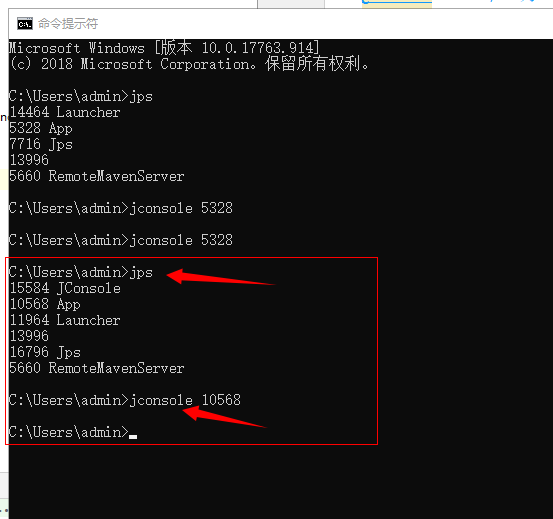 命令提示符
Microsoft Windows [版本 10.0.17763.914]
(c) 2018 Microsoft Corporation。保留所有权利。
C:\Users\admin>jps
14464 Launcher
5328 App
7716 Jps
13996
5660 RemoteMavenServer
C:\Users\admin>jconsole 5328
C:\Users\admin>jconsole 5328
C:\Users\admin>jps
15584 JConsole
10568 App
11964 Launcher
13996
16796 Jps
5660 RemoteMavenServer
C:\Users\admin>jconsole 10568
C:\Users\admin>